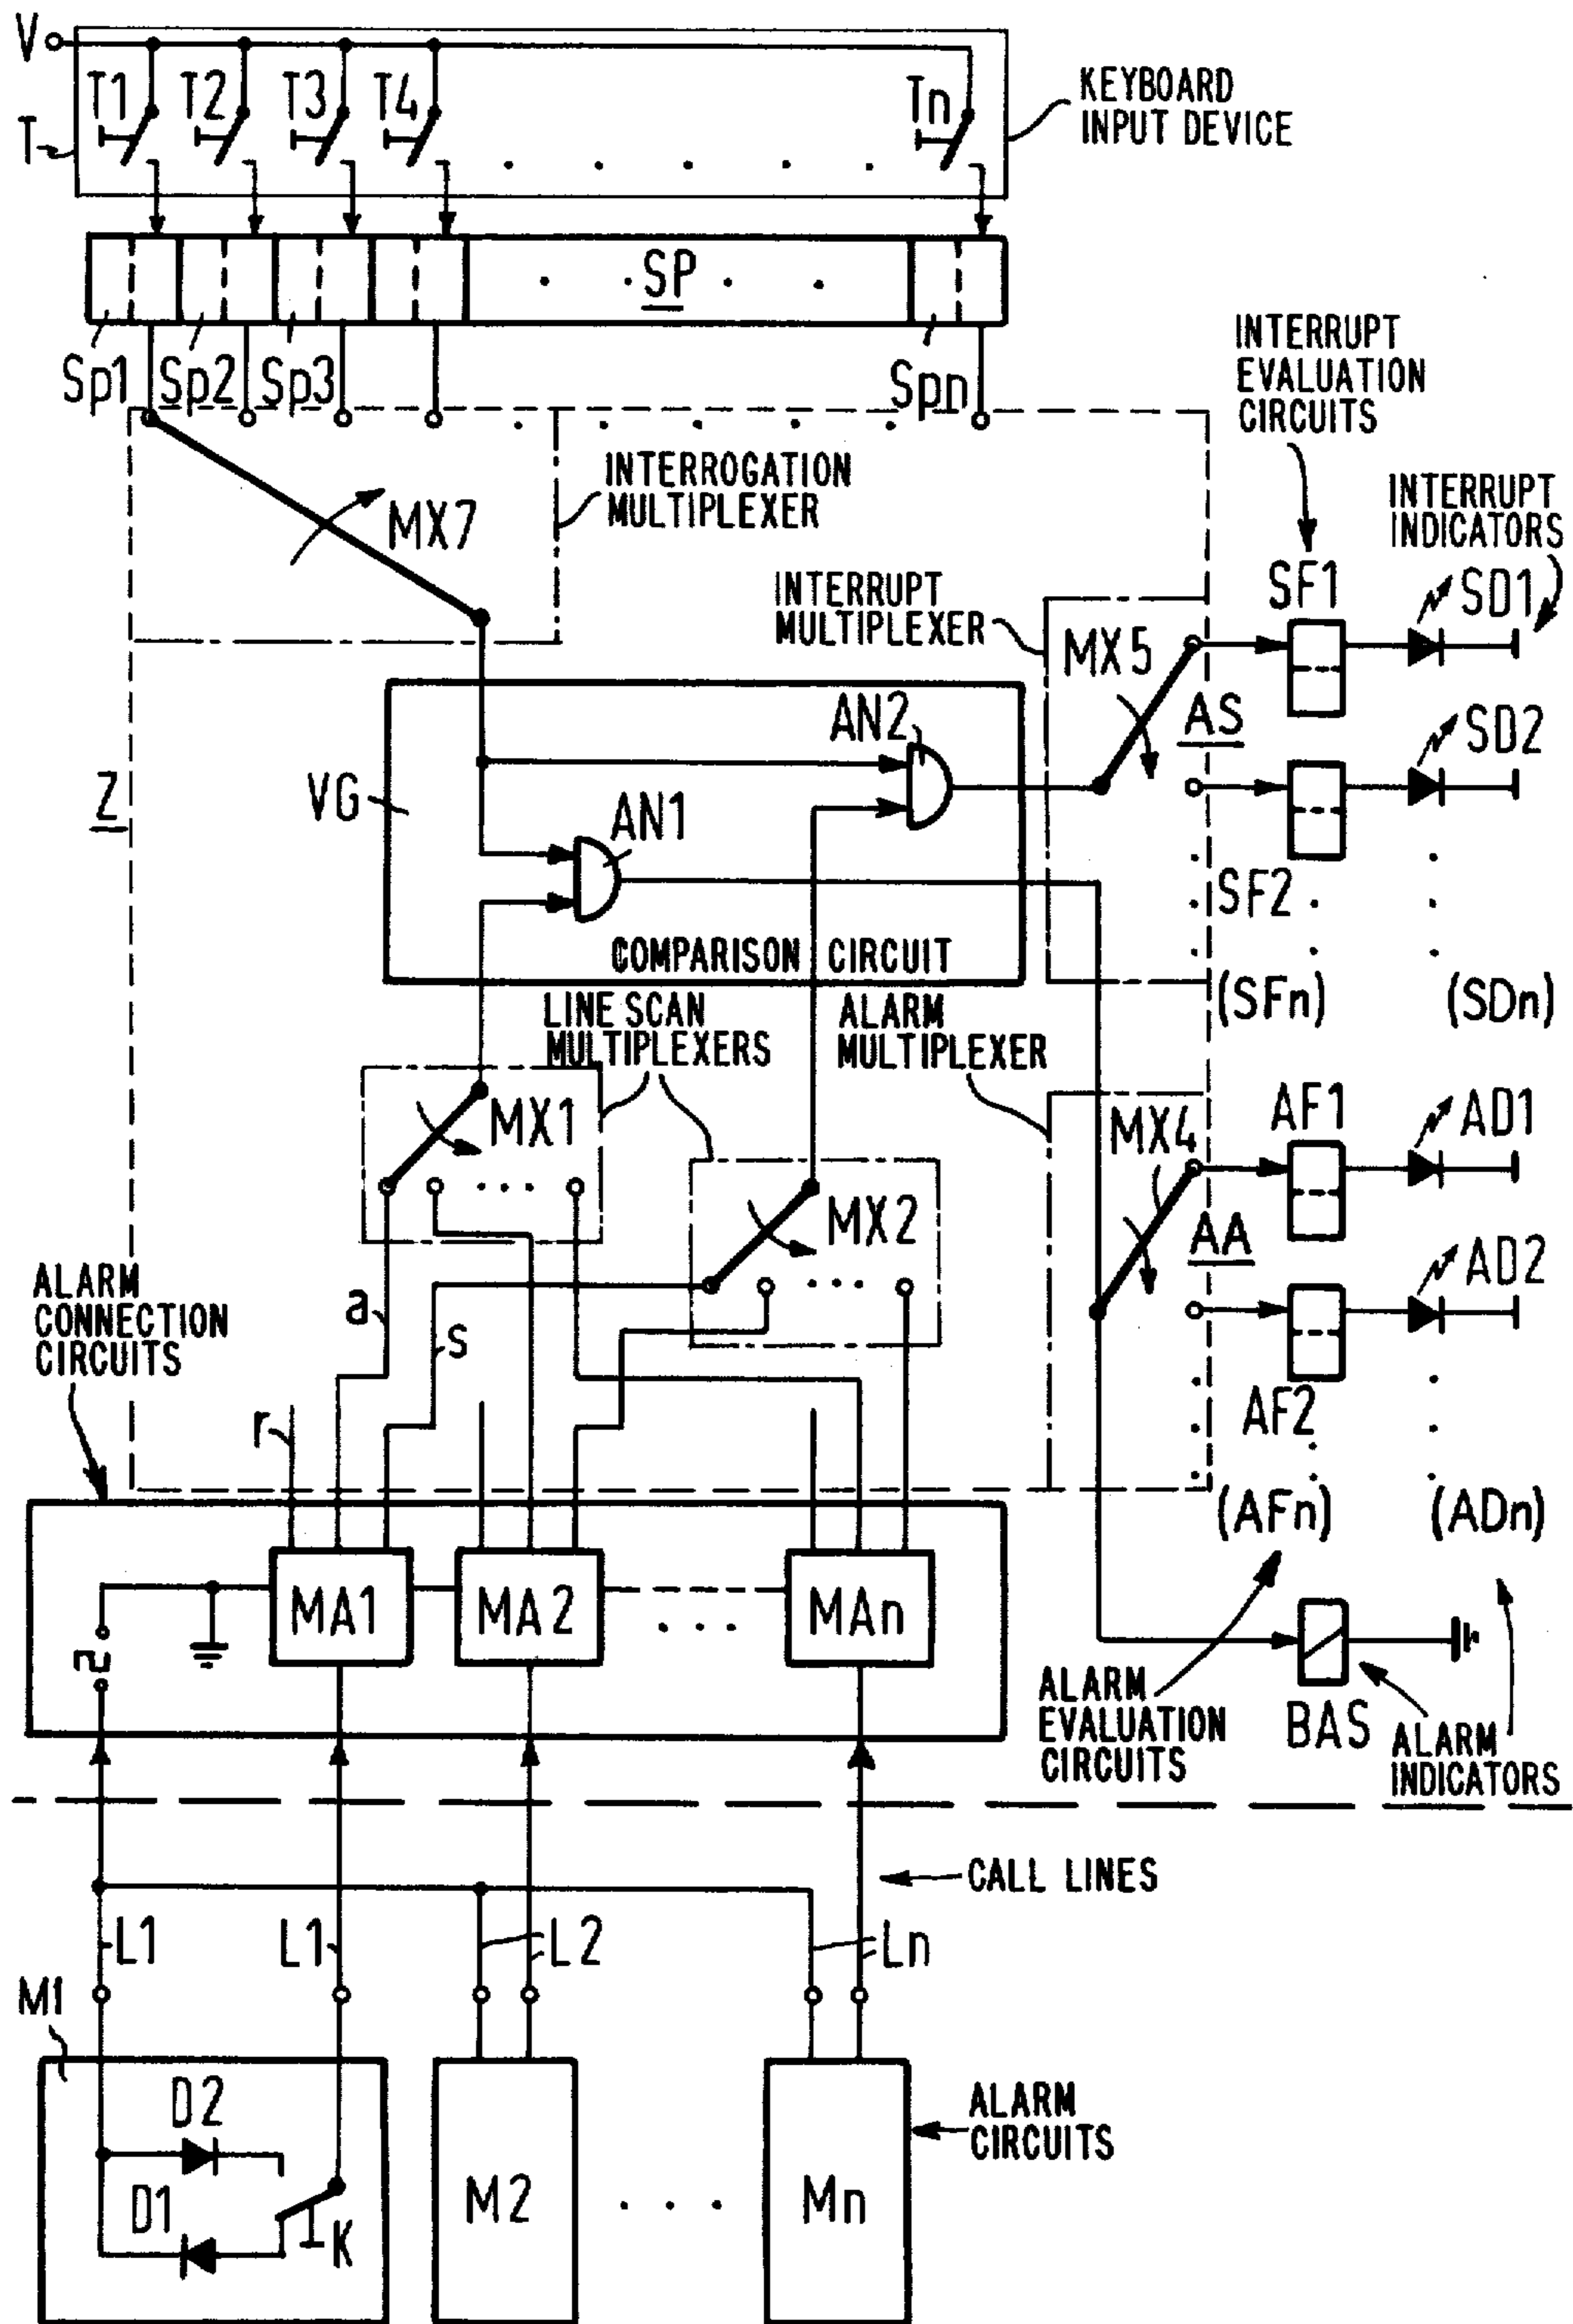 V
T1 T2 T3 T4 Tn
T
KEYBOARD
INPUT DEVICE
SP
Sp1 Sp2 Sp3 Spn
INTERROGATION
MULTIPLEXER
MX7
INTERRUPT
EVALUATION
CIRCUITS
INTERRUPT
INDICATORS
INTERRUPT
MULTIPLEXER
MX5
SF1
SD1
AS
SD2
Z
VG
AN2
AN1
SF2
COMPARISON CIRCUIT
(SFn) (SDn)
LINE SCAN
MULTIPLEXERS
ALARM
MULTIPLEXER
MX1
MX2
MX4
AF1
AD1
AA
AD2
AF2
ALARM
CONNECTION
CIRCUITS
a
s
r
(AFn) (ADn)
MA1 MA2 ... MAn
ALARM
EVALUATION
CIRCUITS
BAS
ALARM
INDICATORS
CALL LINES
L1 L1 L2 Ln
M1
D2
D1
K
M2 ... Mn
ALARM
CIRCUITS